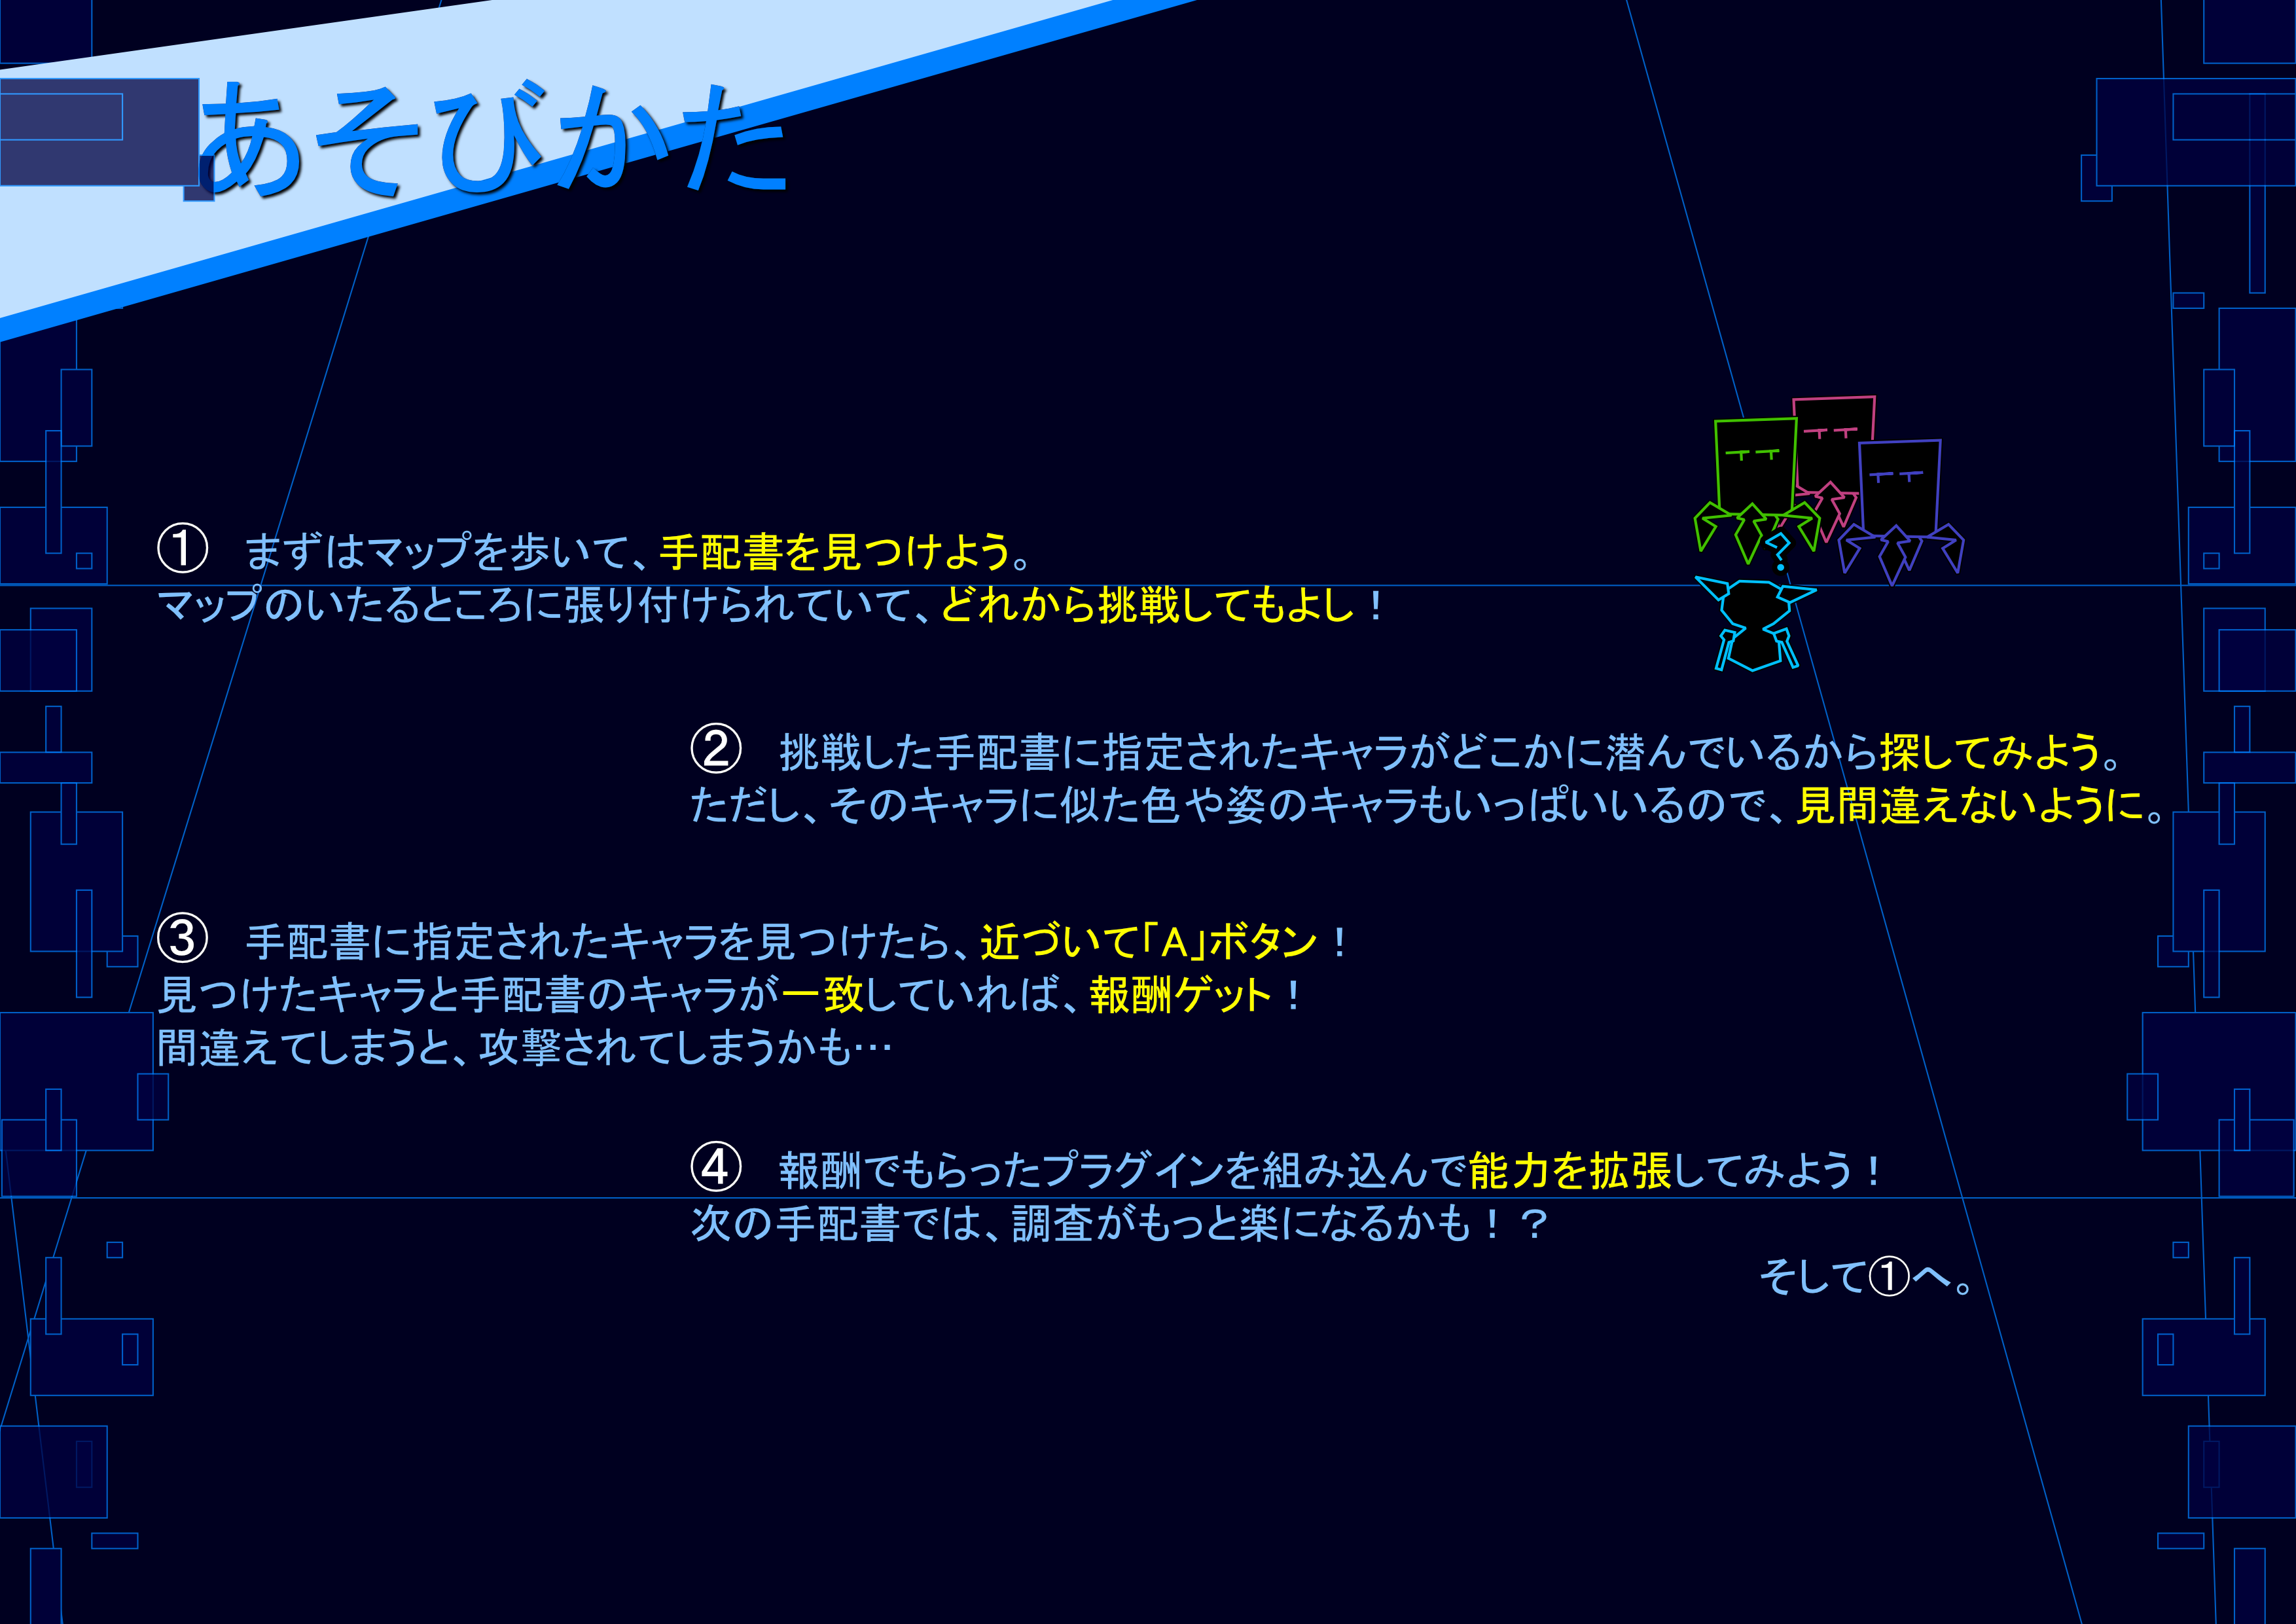 あそびかた
① まずはマップを歩いて、手配書を見つけよう。
マップのいたるところに張り付けられていて、どれから挑戦してもよし！
② 挑戦した手配書に指定されたキャラがどこかに潜んでいるから探してみよう。
ただし、そのキャラに似た色や姿のキャラもいっぱいいるので、見間違えないように。
③ 手配書に指定されたキャラを見つけたら、近づいて「A」ボタン！
見つけたキャラと手配書のキャラが一致していれば、報酬ゲット！
間違えてしまうと、攻撃されてしまうかも…
④ 報酬でもらったプラグインを組み込んで能力を拡張してみよう！
次の手配書では、調査がもっと楽になるかも！？
そして①へ。